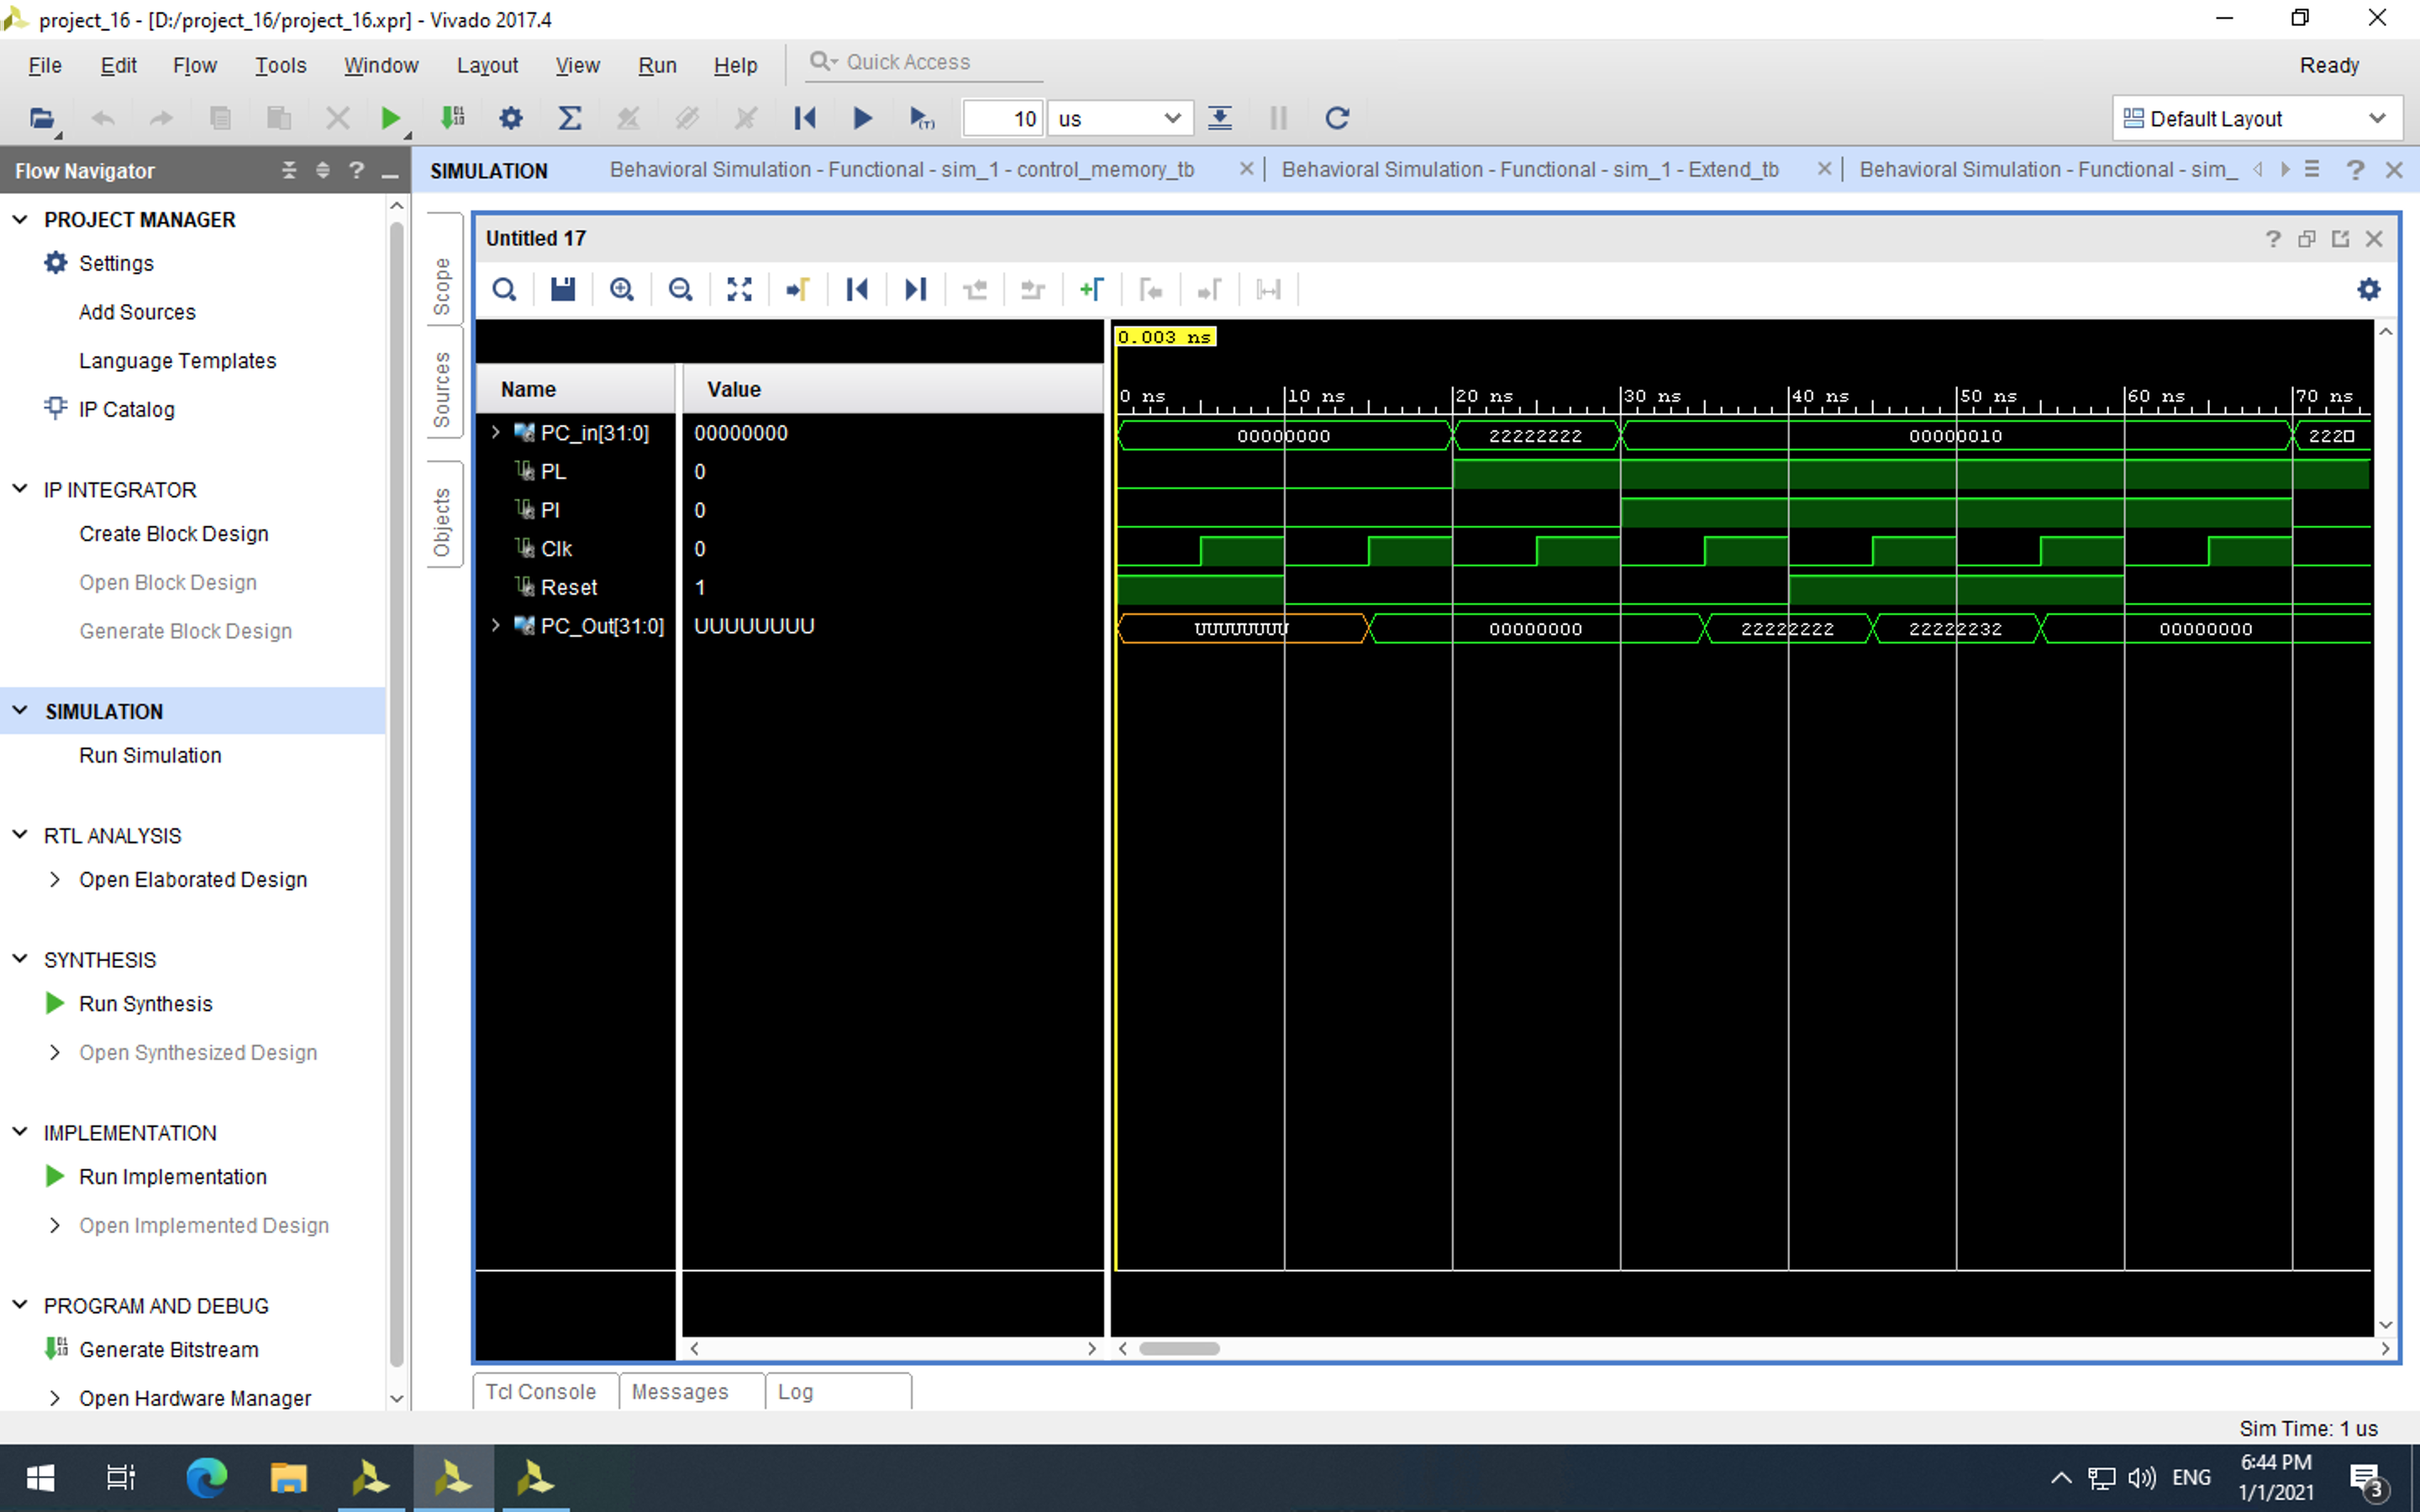 project_16 - [D:/project_16/project_16.xpr] - Vivado 2017.4
File Edit Flow Tools Window Layout View Run Help Quick Access Ready
10 us Default Layout
Flow Navigator
SIMULATION Behavioral Simulation - Functional - sim_1 - control_memory_tb Behavioral Simulation - Functional - sim_1 - Extend_tb Behavioral Simulation - Functional - sim_
PROJECT MANAGER
Settings
Add Sources
Language Templates
IP Catalog
IP INTEGRATOR
Create Block Design
Open Block Design
Generate Block Design
SIMULATION
Run Simulation
RTL ANALYSIS
Open Elaborated Design
SYNTHESIS
Run Synthesis
Open Synthesized Design
IMPLEMENTATION
Run Implementation
Open Implemented Design
PROGRAM AND DEBUG
Generate Bitstream
Open Hardware Manager
Scope
Sources
Objects
Untitled 17
0.003 ns
Name Value
0 ns 10 ns 20 ns 30 ns 40 ns 50 ns 60 ns 70 ns
PC_in[31:0] 00000000 00000000 22222222 00000010 222
PL 0
PI 0
Clk 0
Reset 1
PC_Out[31:0] UUUUUUUU UUUUUUUU 00000000 22222222 22222232 00000000
Tcl Console Messages Log
Sim Time: 1 us
ENG
6:44 PM
1/1/2021
3